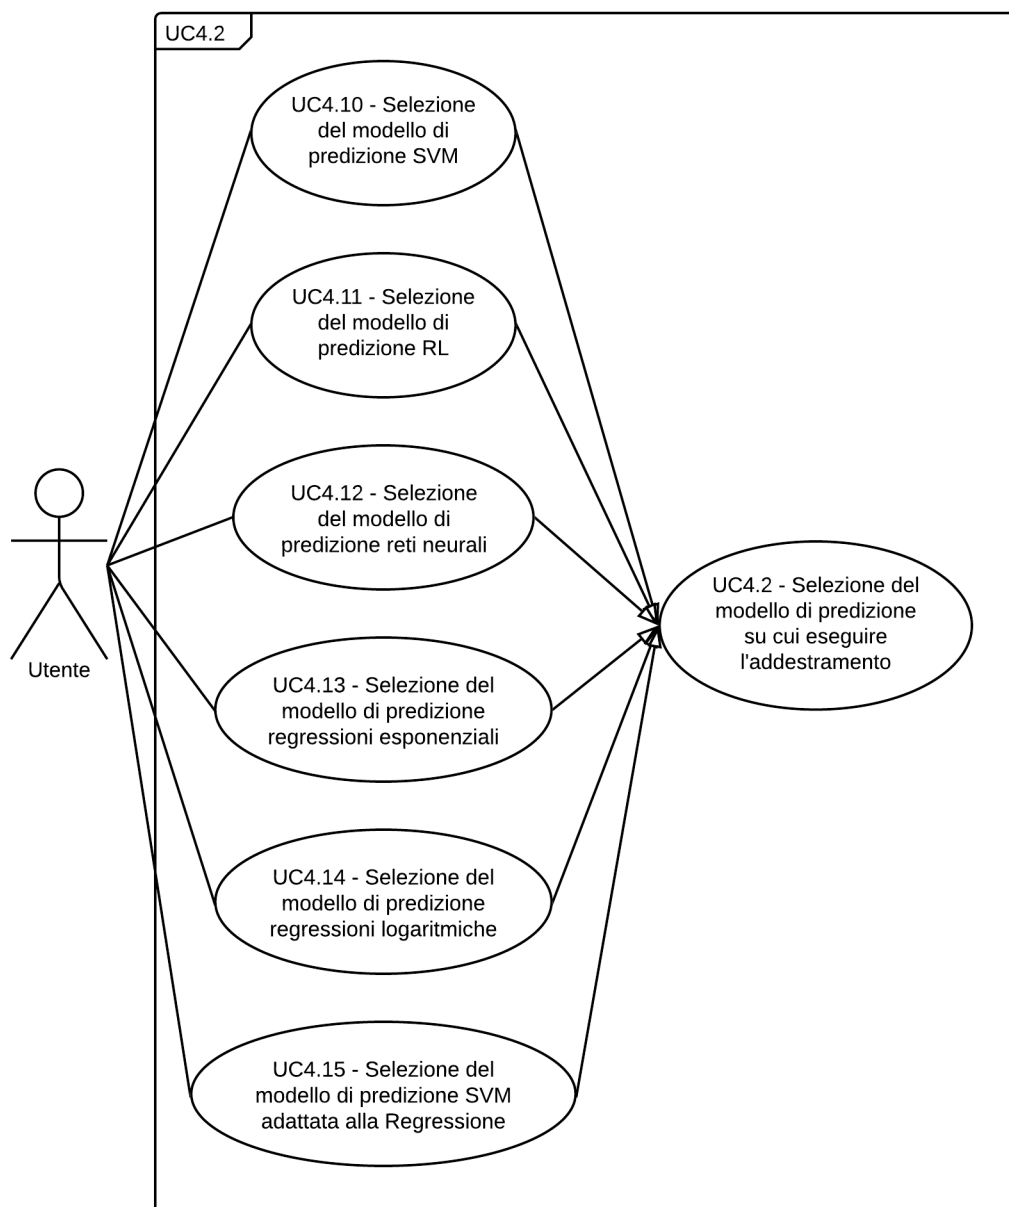 UC4.2
UC4.10 - Selezione
del modello di
predizione SVM
UC4.11 - Selezione
del modello di
predizione RL
UC4.12 - Selezione
del modello di
predizione reti neurali
UC4.13 - Selezione del
modello di predizione
regressioni esponenziali
UC4.14 - Selezione del
modello di predizione
regressioni logaritmiche
UC4.15 - Selezione del
modello di predizione SVM
adattata alla Regressione
Utente
UC4.2 - Selezione del
modello di predizione
su cui eseguire
l'addestramento